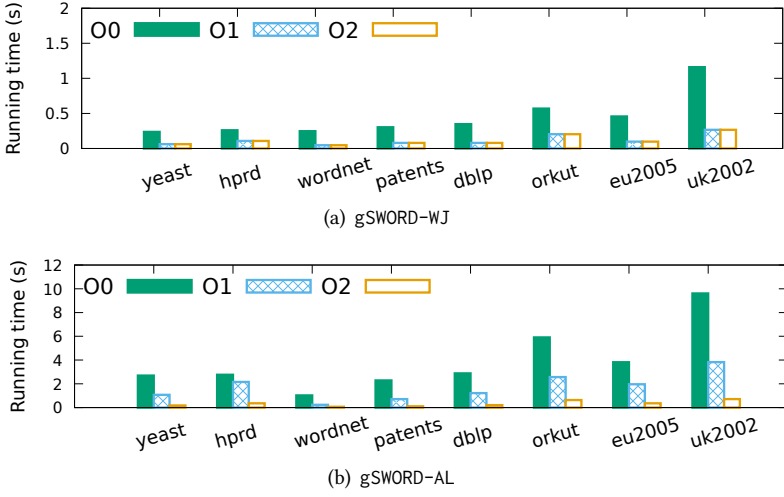 2
1.5
1
0.5
0
Running time (s)
O0 O1 O2
yeast hprd wordnet patents dblp orkut eu2005 uk2002
(a) gSWORD-WJ
12
10
8
6
4
2
0
Running time (s)
O0 O1 O2
yeast hprd wordnet patents dblp orkut eu2005 uk2002
(b) gSWORD-AL